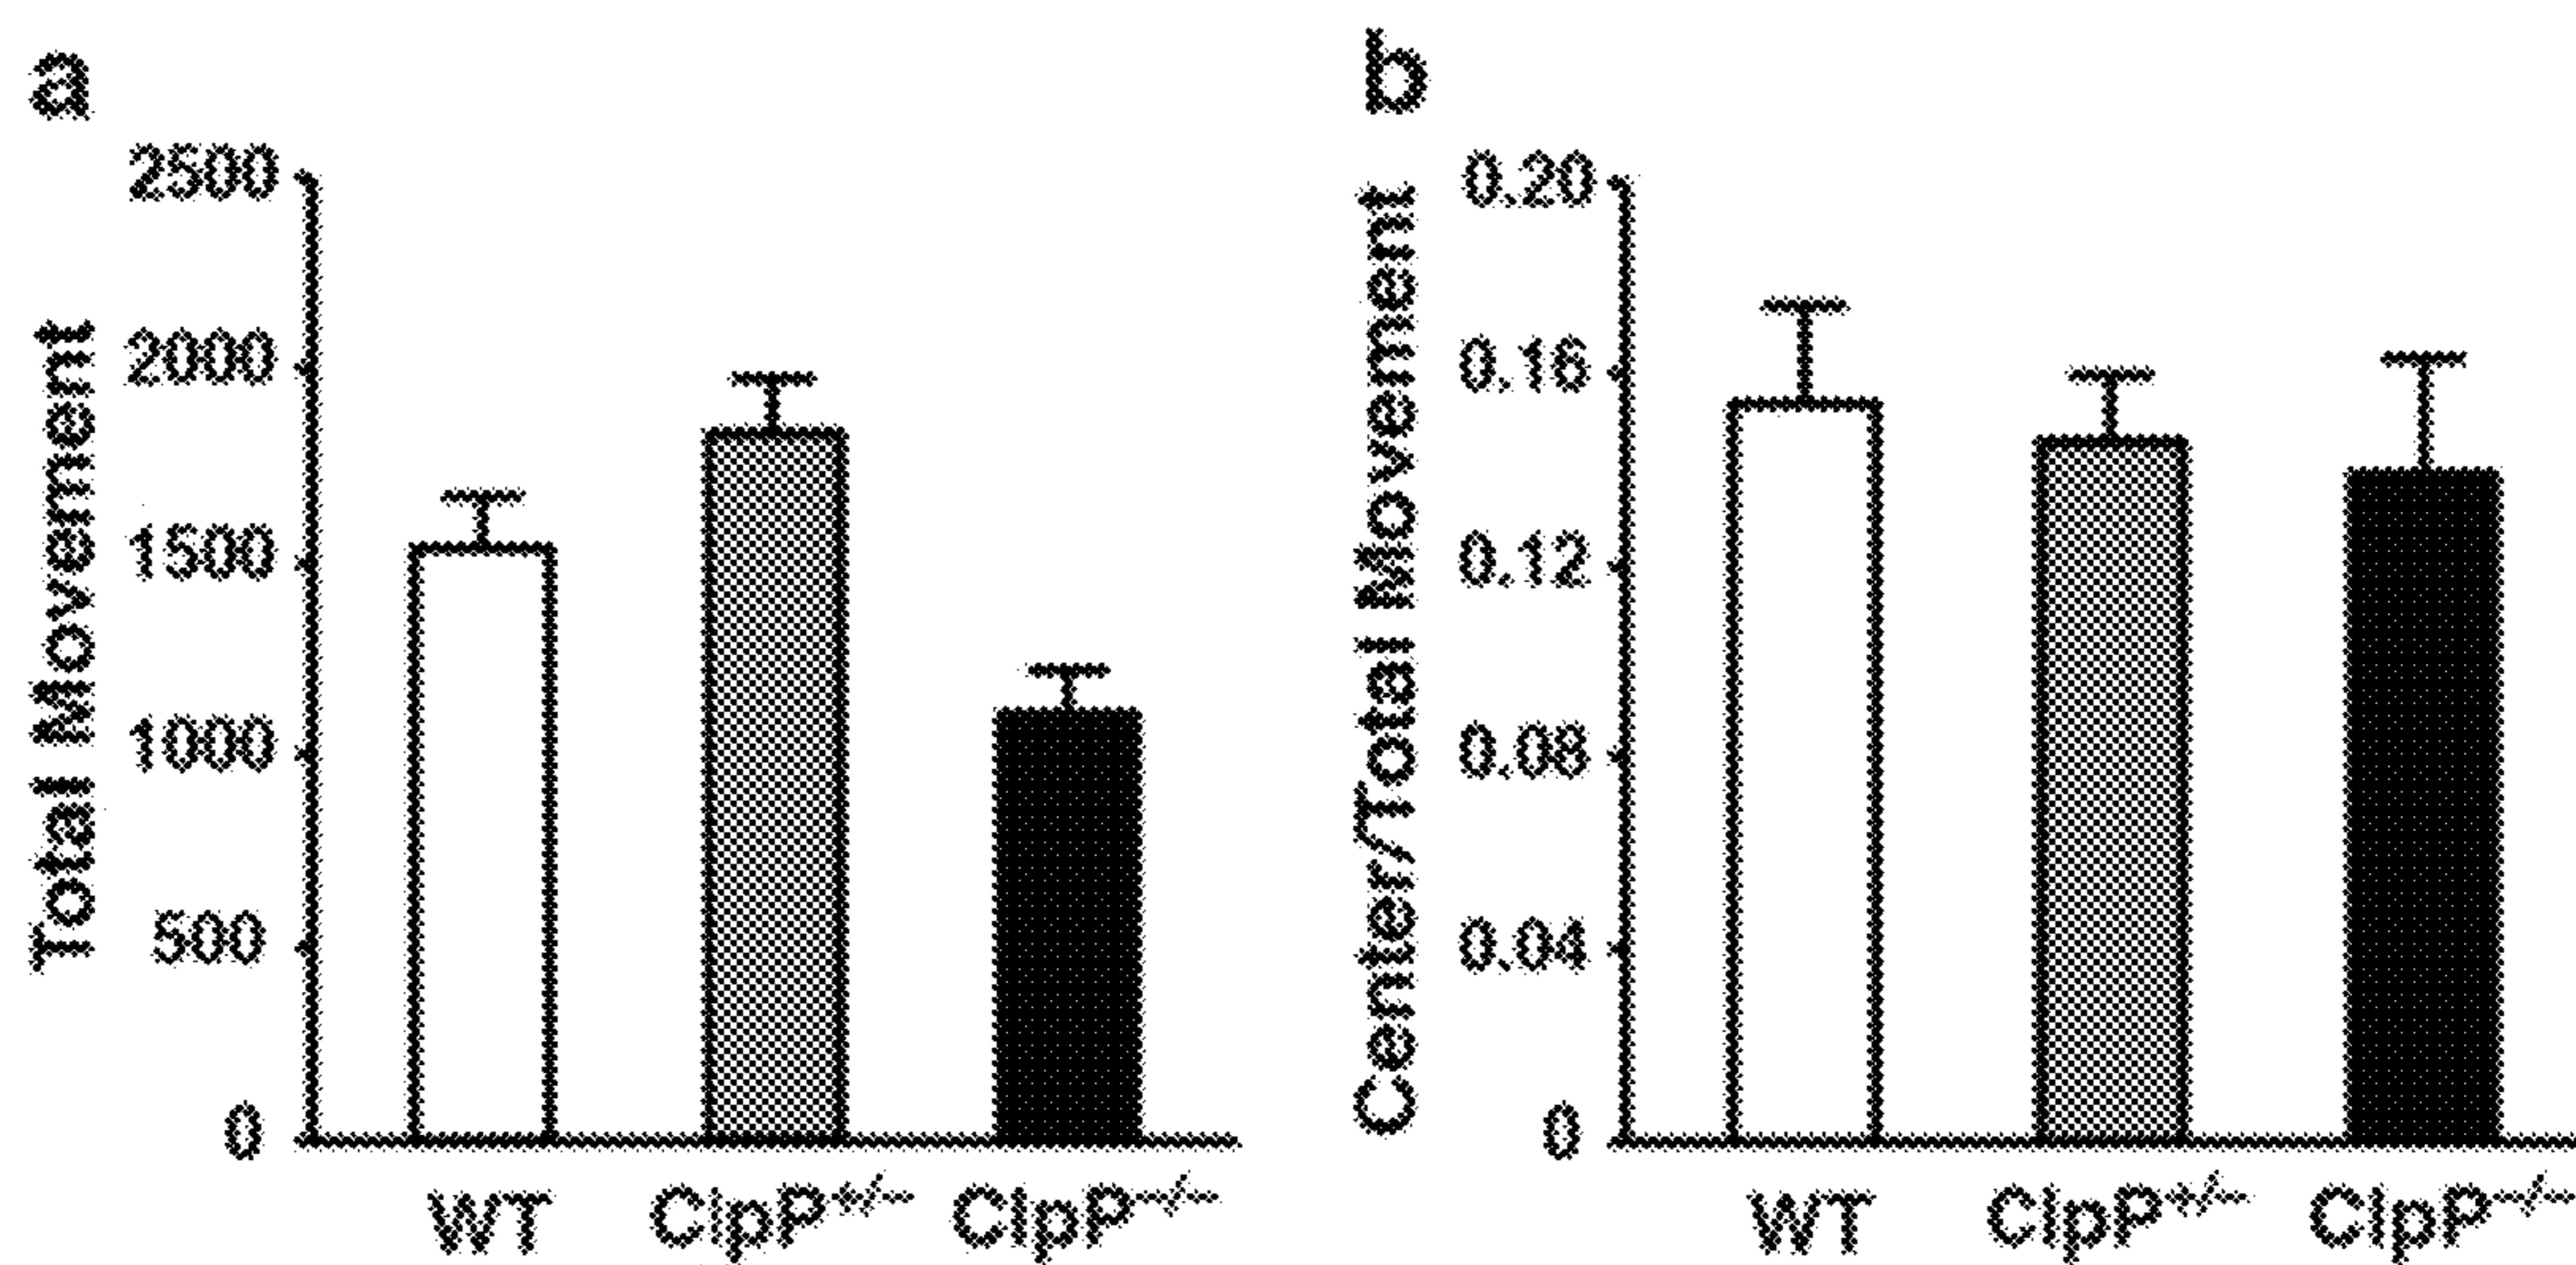 a
Total Movement
2500
2000
1500
1000
500
0
WT ClpP+/− ClpP−/−
b
Center/Total Movement
0.20
0.16
0.12
0.08
0.04
0
WT ClpP+/− ClpP−/−